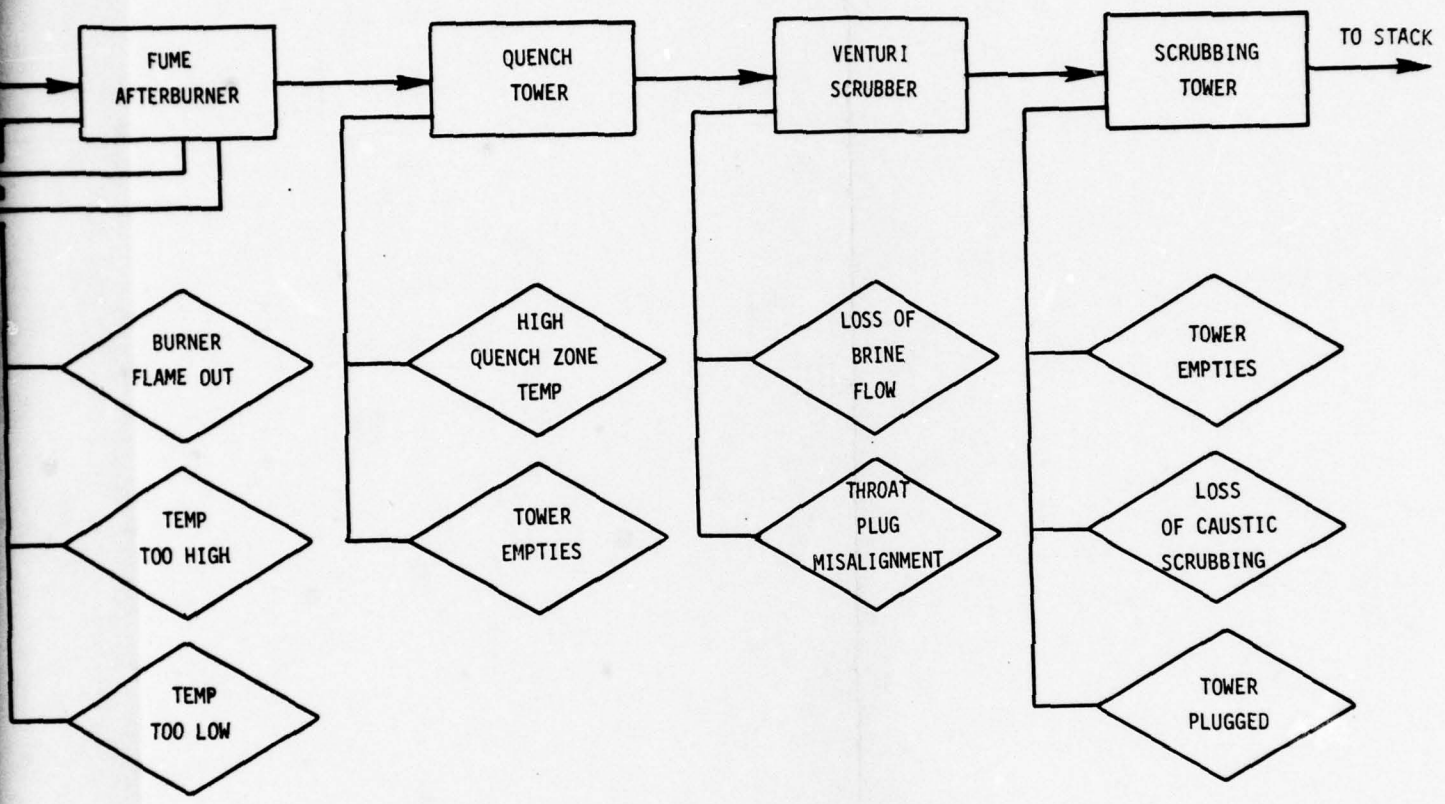 FUME
AFTERBURNER
QUENCH
TOWER
VENTURI
SCRUBBER
SCRUBBING
TOWER
TO STACK
BURNER
FLAME OUT
TEMP
TOO HIGH
TEMP
TOO LOW
HIGH
QUENCH ZONE
TEMP
TOWER
EMPTIES
LOSS OF
BRINE
FLOW
THROAT
PLUG
MISALIGNMENT
TOWER
EMPTIES
LOSS
OF CAUSTIC
SCRUBBING
TOWER
PLUGGED